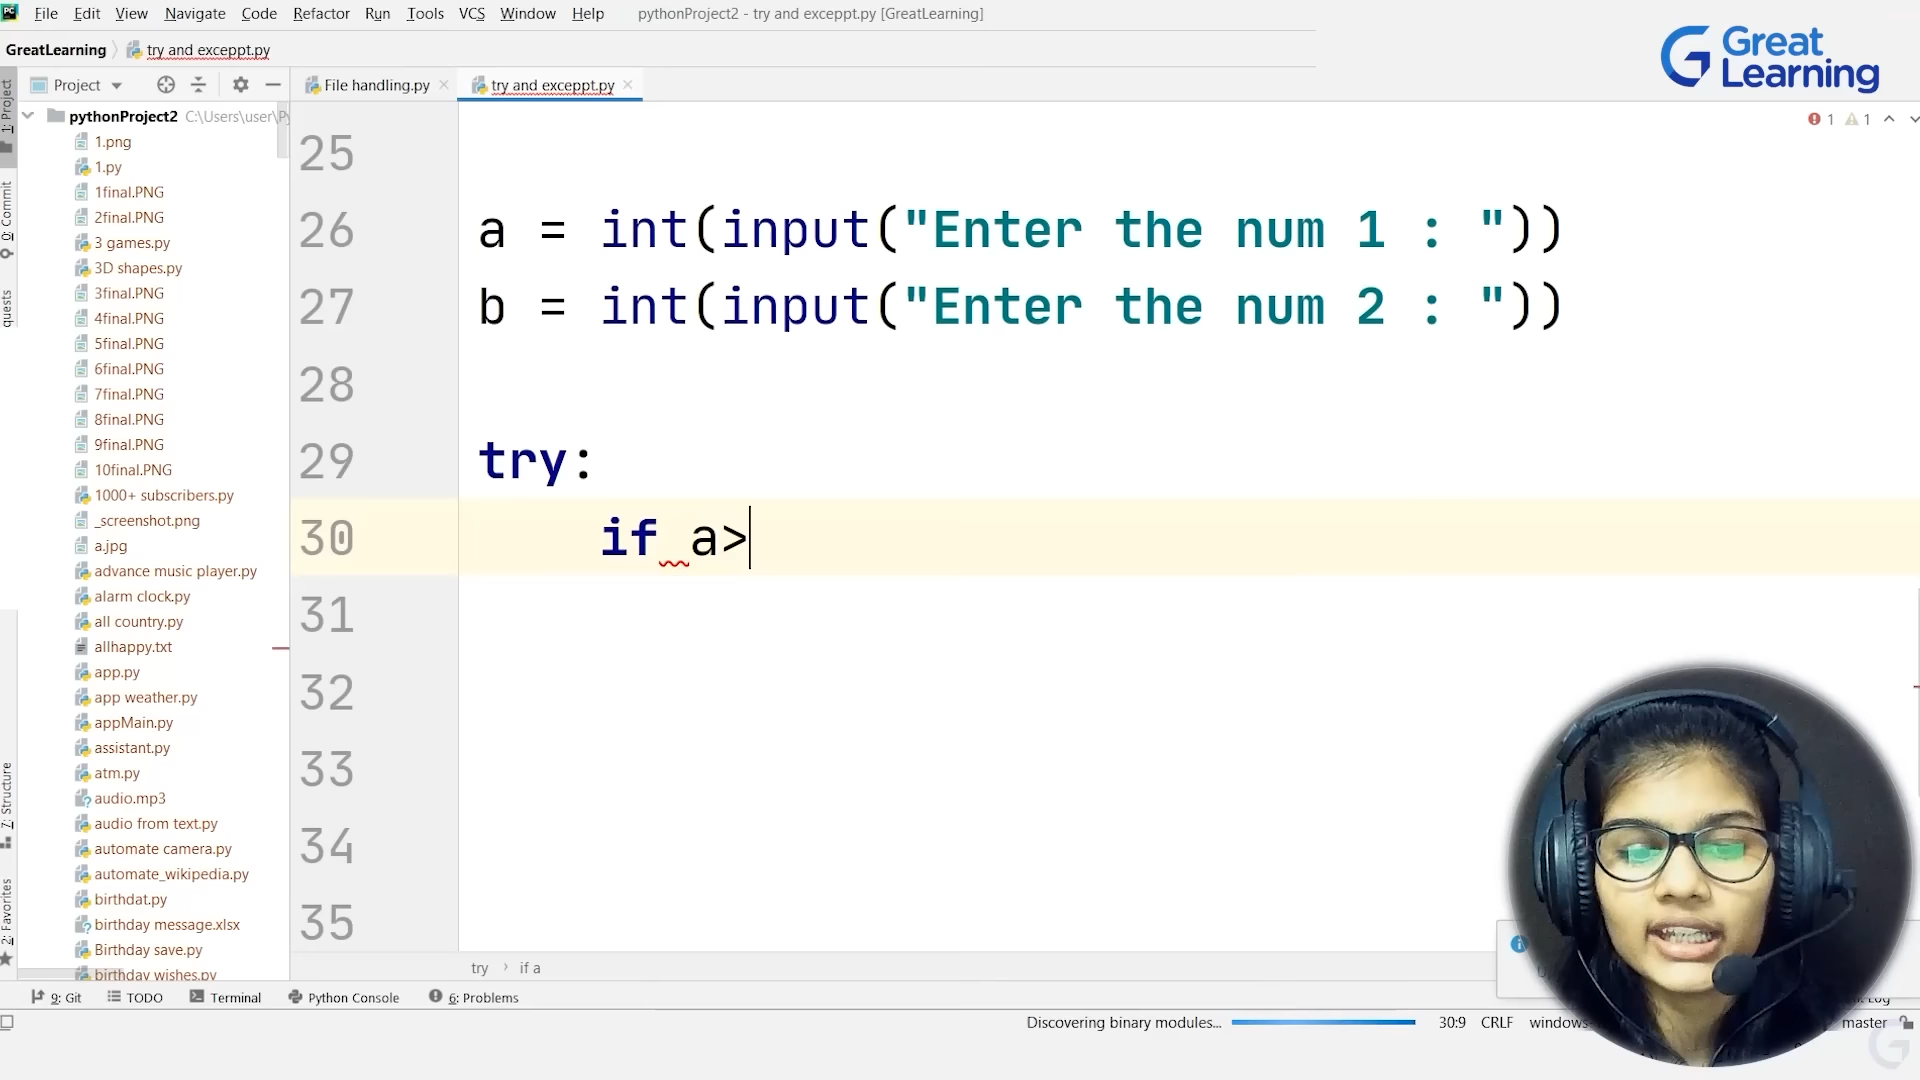 File Edit View Navigate Code Refactor Run Tools VCS Window Help pythonProject2 - try and exceppt.py [GreatLearning]
GreatLearning try and exceppt.py
Great
Learning
Project File handling.py try and exceppt.py
1: Project
0: Commit
quests
7: Structure
2: Favorites
pythonProject2 C:\Users\user\Py
1.png
1.py
1final.PNG
2final.PNG
3 games.py
3D shapes.py
3final.PNG
4final.PNG
5final.PNG
6final.PNG
7final.PNG
8final.PNG
9final.PNG
10final.PNG
1000+ subscribers.py
_screenshot.png
a.jpg
advance music player.py
alarm clock.py
all country.py
allhappy.txt
app.py
app weather.py
appMain.py
assistant.py
atm.py
audio.mp3
audio from text.py
automate camera.py
automate_wikipedia.py
birthdat.py
birthday message.xlsx
Birthday save.py
birthday wishes.py
1 1
25
26 a = int(input("Enter the num 1 : "))
27 b = int(input("Enter the num 2 : "))
28
29 try:
30 if a>
31
32
33
34
35
try › if a
9: Git TODO Terminal Python Console 6: Problems
Discovering binary modules... 30:9 CRLF windows- master